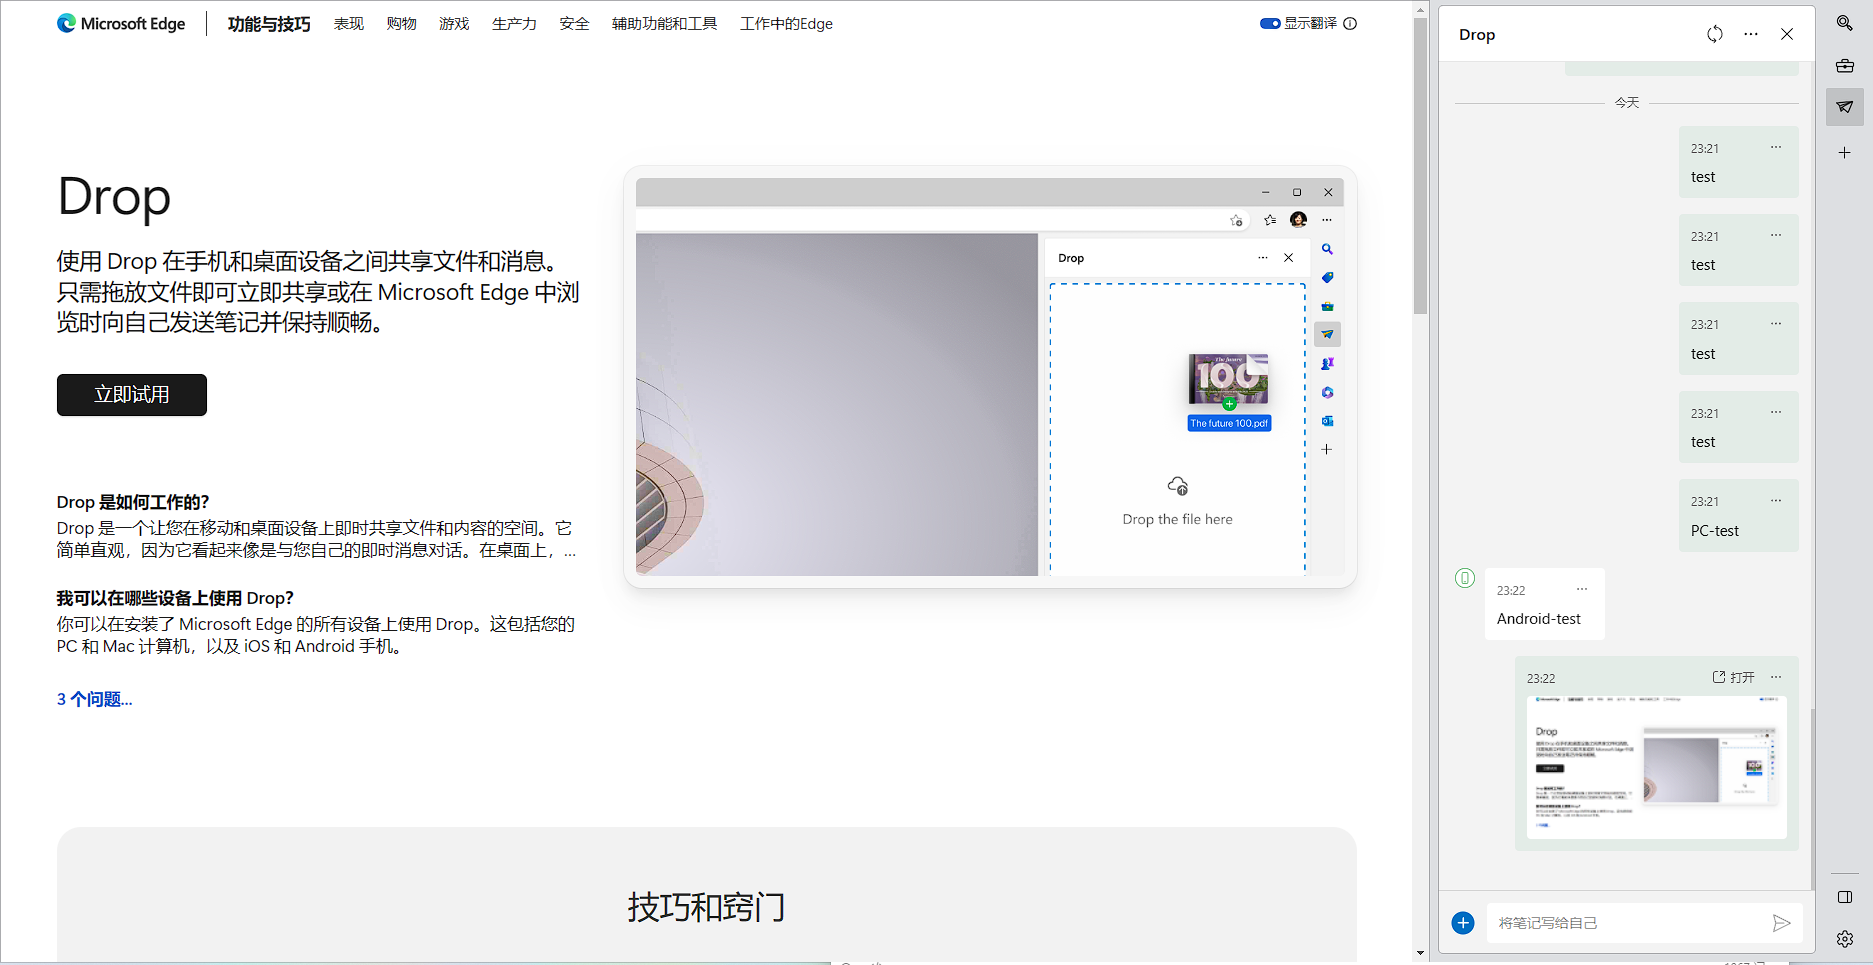 Microsoft Edge
功能与技巧 表现 购物 游戏 生产力 安全 辅助功能和工具 工作中的Edge
显示翻译
Drop
使用 Drop 在手机和桌面设备之间共享文件和消息。
只需拖放文件即可立即共享或在 Microsoft Edge 中浏
览时向自己发送笔记并保持顺畅。
立即试用
Drop 是如何工作的?
Drop 是一个让您在移动和桌面设备上即时共享文件和内容的空间。它
简单直观，因为它看起来像是与您自己的即时消息对话。在桌面上，...
我可以在哪些设备上使用 Drop?
你可以在安装了 Microsoft Edge 的所有设备上使用 Drop。这包括您的
PC 和 Mac 计算机，以及 iOS 和 Android 手机。
3 个问题...
Drop
The future
100
The future 100.pdf
Drop the file here
技巧和窍门
Drop
今天
23:21
test
23:21
test
23:21
test
23:21
test
23:21
PC-test
23:22
Android-test
23:22 打开
Drop
将笔记写给自己